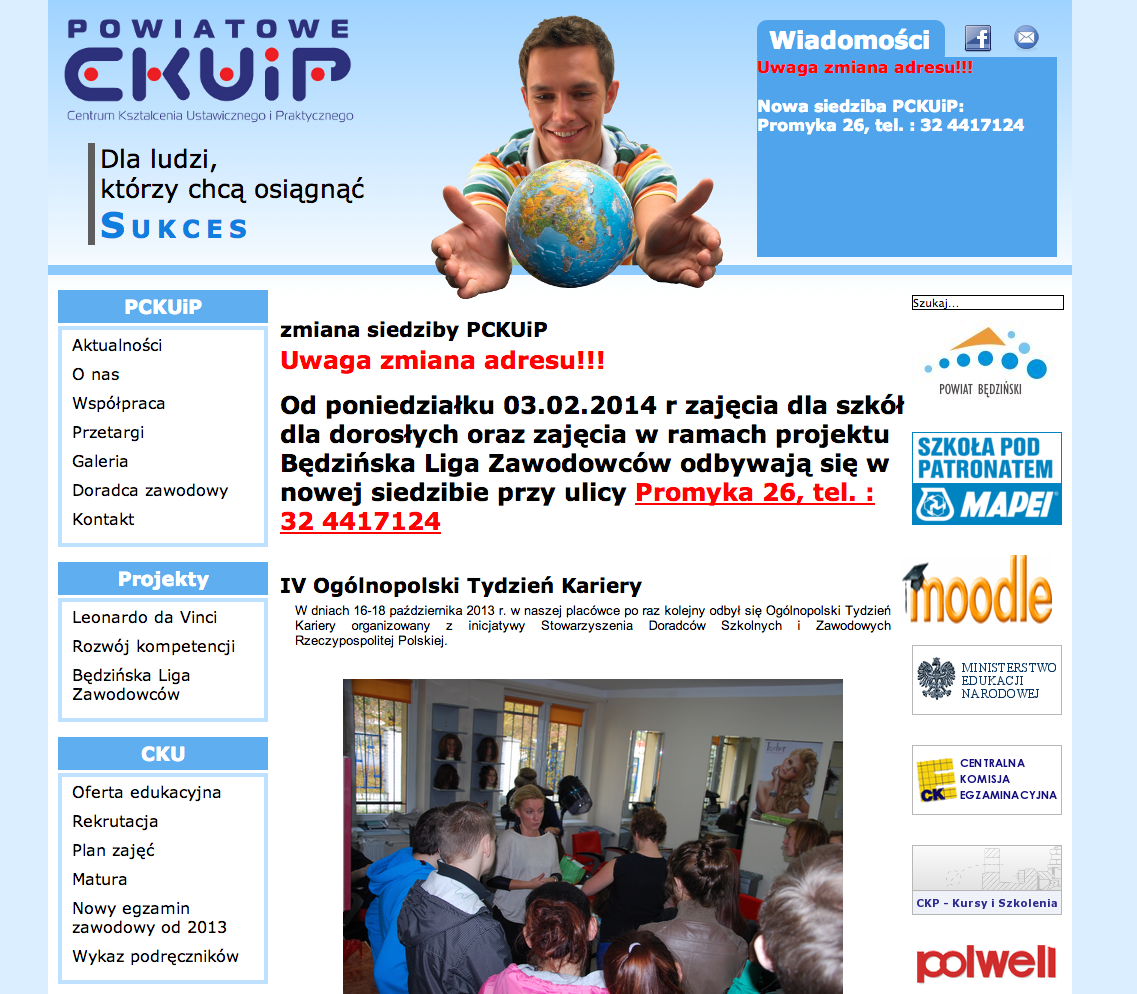 POWIATOWE
CKUiP
Centrum Kształcenia Ustawicznego i Praktycznego
Dla ludzi,
którzy chcą osiągnąć
SUKCES
Wiadomości
Uwaga zmiana adresu!!!
Nowa siedziba PCKUiP:
Promyka 26, tel. : 32 4417124
PCKUiP
Aktualności
O nas
Współpraca
Przetargi
Galeria
Doradca zawodowy
Kontakt
Projekty
Leonardo da Vinci
Rozwój kompetencji
Będzińska Liga
Zawodowców
CKU
Oferta edukacyjna
Rekrutacja
Plan zajęć
Matura
Nowy egzamin
zawodowy od 2013
Wykaz podręczników
zmiana siedziby PCKUiP
Uwaga zmiana adresu!!!
Od poniedziałku 03.02.2014 r zajęcia dla szkół
dla dorosłych oraz zajęcia w ramach projektu
Będzińska Liga Zawodowców odbywają się w
nowej siedzibie przy ulicy Promyka 26, tel. :
32 4417124
IV Ogólnopolski Tydzień Kariery
W dniach 16-18 października 2013 r. w naszej placówce po raz kolejny odbył się Ogólnopolski Tydzień
Kariery organizowany z inicjatywy Stowarzyszenia Doradców Szkolnych i Zawodowych
Rzeczypospolitej Polskiej.
Szukaj...
POWIAT BĘDZIŃSKI
SZKOŁA POD
PATRONATEM
MAPEI
moodle
MINISTERSTWO
EDUKACJI
NARODOWEJ
CKE
CENTRALNA
KOMISJA
EGZAMINACYJNA
CKP - Kursy i Szkolenia
polwell